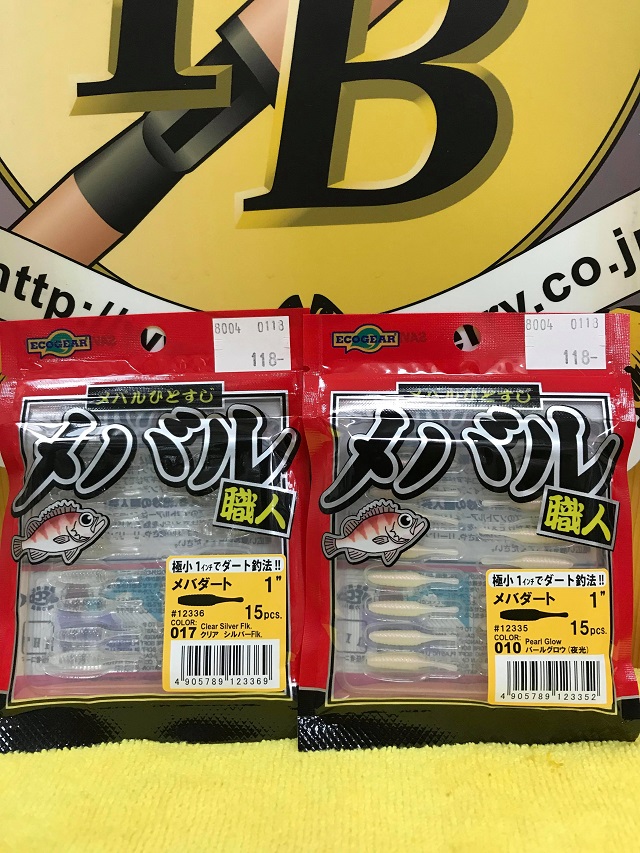 B
http://
ry.co.jp
ECOGEAR
8004 0113
118-
メバルひとすじ
メバル
職人
極小1インチでダート釣法!!
メバダート 1"
#12336 15pcs.
COLOR: Clear Silver Flk.
017 クリア シルバーFlk.
4 905789 123369
ECOGEAR
8004 0113
118-
メバルひとすじ
メバル
職人
極小1インチでダート釣法!!
メバダート 1"
#12335 15pcs.
COLOR: Pearl Glow
010 パールグロウ(夜光)
4 905789 123352